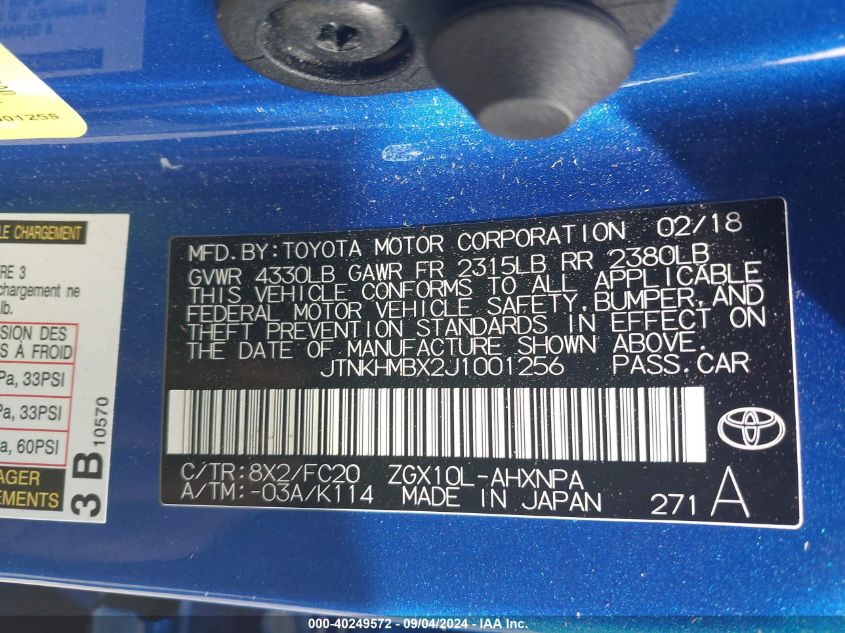 01256
LE CHARGEMENT
RE 3
chargement ne
lb.
SION DES
S À FROID
Pa, 33PSI
Pa, 33PSI
a, 60PSI
AGER
EMENTS
3 B 10570
MFD. BY: TOYOTA MOTOR CORPORATION 02/18
GVWR 4330LB GAWR FR 2315LB RR 2380LB
THIS VEHICLE CONFORMS TO ALL APPLICABLE
FEDERAL MOTOR VEHICLE SAFETY, BUMPER, AND
THEFT PREVENTION STANDARDS IN EFFECT ON
THE DATE OF MANUFACTURE SHOWN ABOVE.
JTNKHMBX2J1001256 PASS.CAR
C/TR:8X2/FC20 ZGX10L-AHXNPA
A/TM:-03A/K114 MADE IN JAPAN 271 A
000-40249572 - 09/04/2024 - IAA Inc.